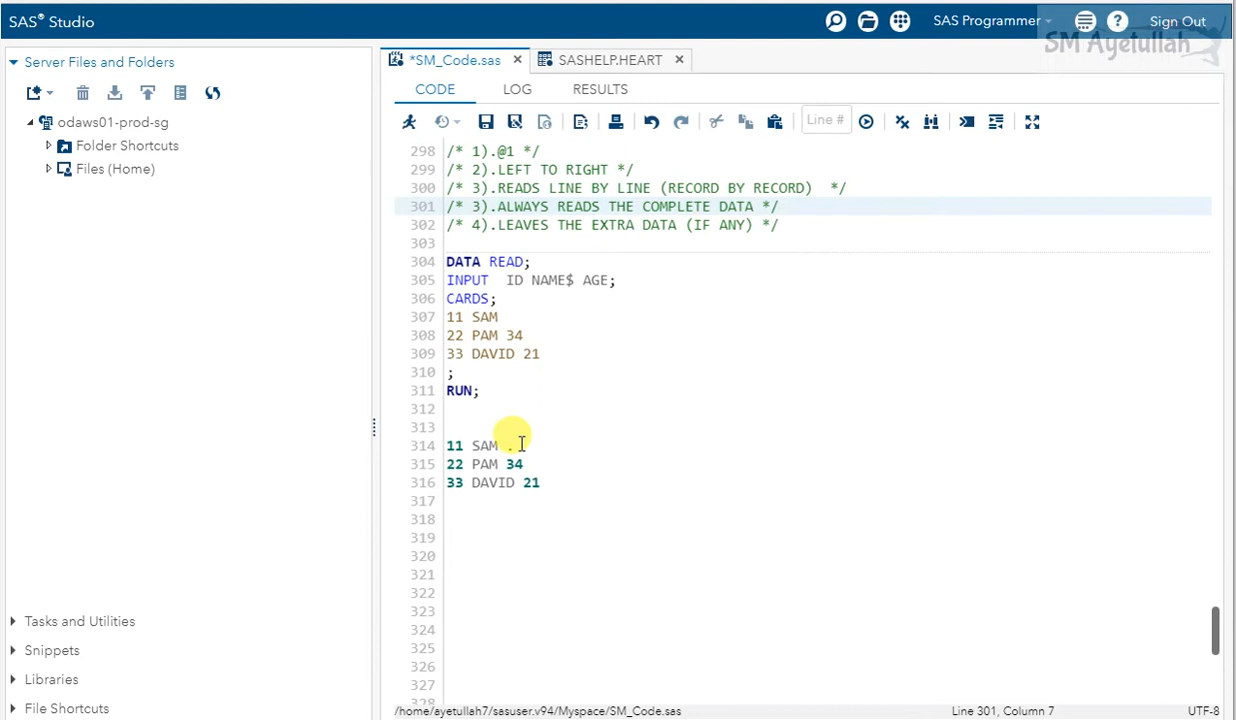 SAS® Studio
SAS Programmer
Sign Out
SM Ayetullah
Server Files and Folders
*SM_Code.sas
SASHELP.HEART
CODE
LOG
RESULTS
odaws01-prod-sg
Line #
Folder Shortcuts
Files (Home)
298 /* 1).@1 */
299 /* 2).LEFT TO RIGHT */
300 /* 3).READS LINE BY LINE (RECORD BY RECORD)  */
301 /* 3).ALWAYS READS THE COMPLETE DATA */
302 /* 4).LEAVES THE EXTRA DATA (IF ANY) */
303
304 DATA READ;
305 INPUT  ID NAME$ AGE;
306 CARDS;
307 11 SAM
308 22 PAM 34
309 33 DAVID 21
310 ;
311 RUN;
312
313
314 11 SAM .
315 22 PAM 34
316 33 DAVID 21
317
318
319
320
321
322
323
324
325
326
327
328
Tasks and Utilities
Snippets
Libraries
File Shortcuts
/home/ayetullah7/sasuser.v94/Myspace/SM_Code.sas
Line 301, Column 7
UTF-8